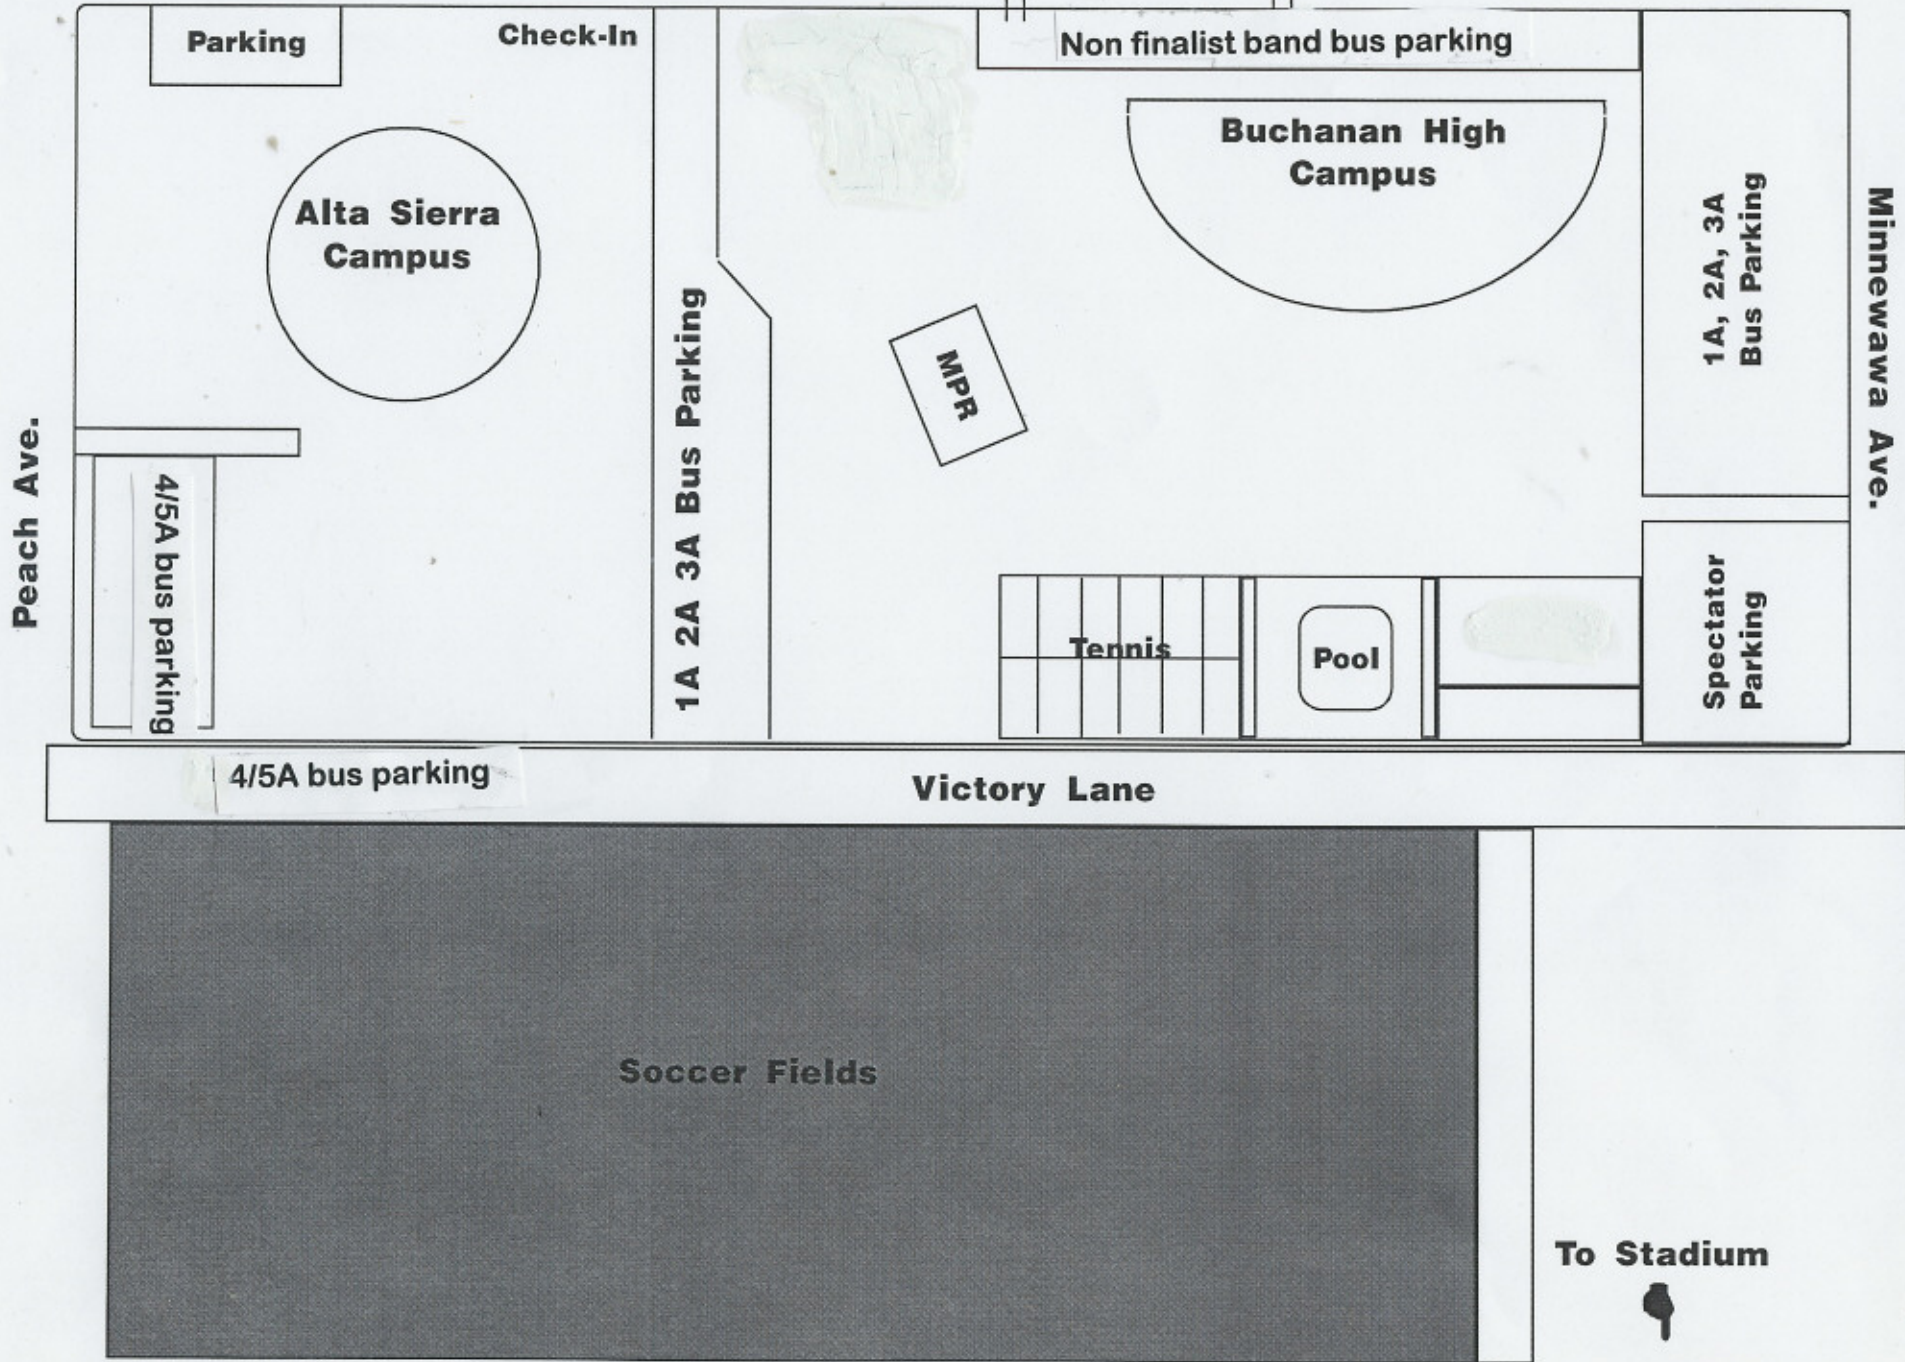 Parking
Check-In
Non finalist band bus parking
Alta Sierra
Campus
Buchanan High
Campus
1A, 2A, 3A
Bus Parking
Minnewawa Ave.
1A 2A 3A Bus Parking
MPR
Peach Ave.
4/5A bus parking
Tennis
Pool
Spectator
Parking
4/5A bus parking
Victory Lane
Soccer Fields
To Stadium